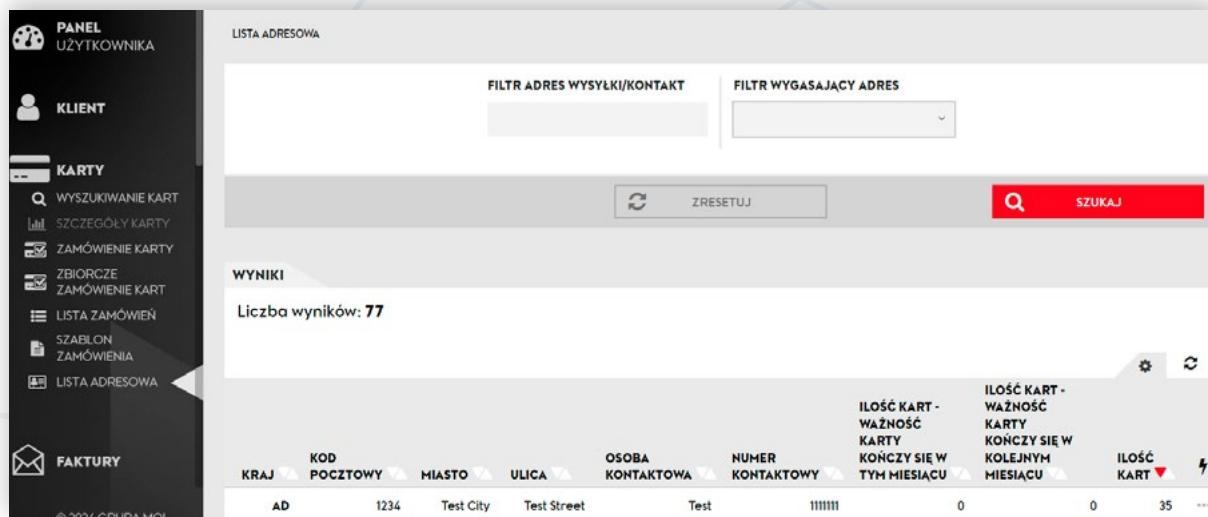 PANEL
UŻYTKOWNIKA
KLIENT
KARTY
WYSZUKIWANIE KART
SZCZEGÓŁY KARTY
ZAMÓWIENIE KARTY
ZBIORCZE
ZAMÓWIENIE KART
LISTA ZAMÓWIEŃ
SZABLON
ZAMÓWIENIA
LISTA ADRESOWA
FAKTURY
LISTA ADRESOWA
FILTR ADRES WYSYŁKI/KONTAKT
FILTR WYGASAJĄCY ADRES
ZRESETUJ
SZUKAJ
WYNIKI
Liczba wyników: 77
KRAJ
KOD
POCZTOWY
MIASTO
ULICA
OSOBA
KONTAKTOWA
NUMER
KONTAKTOWY
ILOŚĆ KART -
WAŻNOŚĆ
KARTY
KOŃCZY SIĘ W
TYM MIESIĄCU
ILOŚĆ KART -
WAŻNOŚĆ
KARTY
KOŃCZY SIĘ W
KOLEJNYM
MIESIĄCU
ILOŚĆ
KART
AD 1234 Test City Test Street Test 1111111 0 0 35